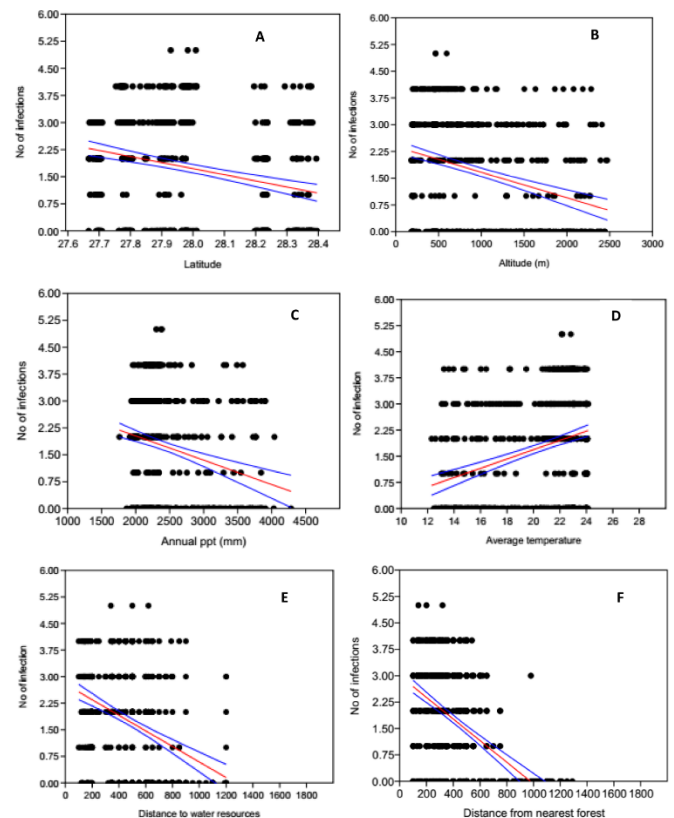 A
No of infections
6.00
5.25
4.50
3.75
3.00
2.25
1.50
0.75
0.00
27.6 27.7 27.8 27.9 28.0 28.1 28.2 28.3 28.4
Latitude
B
No of infections
6.00
5.25
4.50
3.75
3.00
2.25
1.50
0.75
0.00
0 500 1000 1500 2000 2500 3000
Altitude (m)
C
No of infections
6.00
5.25
4.50
3.75
3.00
2.25
1.50
0.75
0.00
1000 1500 2000 2500 3000 3500 4000 4500
Annual ppt (mm)
D
No of infection
6.00
5.25
4.50
3.75
3.00
2.25
1.50
0.75
0.00
10 12 14 16 18 20 22 24 26 28
Average temperature
E
No of infection
6.00
5.25
4.50
3.75
3.00
2.25
1.50
0.75
0.00
0 200 400 600 800 1000 1200 1400 1600 1800
Distance to water resources
F
No of infections
6.00
5.25
4.50
3.75
3.00
2.25
1.50
0.75
0.00
0 200 400 600 800 1000 1200 1400 1600 1800
Distance from nearest forest